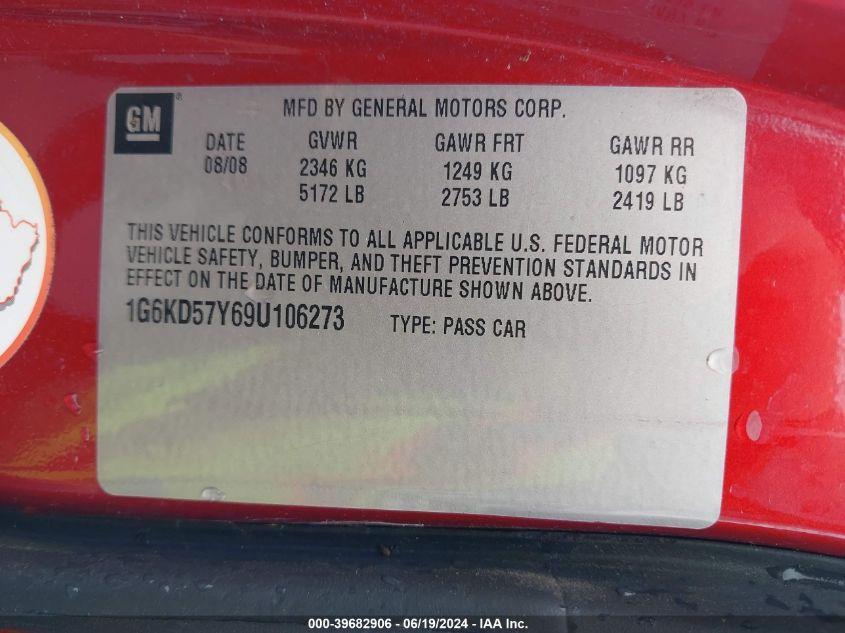 GM®
MFD BY GENERAL MOTORS CORP.
DATE GVWR GAWR FRT GAWR RR
08/08 2346 KG 1249 KG 1097 KG
5172 LB 2753 LB 2419 LB
THIS VEHICLE CONFORMS TO ALL APPLICABLE U.S. FEDERAL MOTOR
VEHICLE SAFETY, BUMPER, AND THEFT PREVENTION STANDARDS IN
EFFECT ON THE DATE OF MANUFACTURE SHOWN ABOVE.
1G6KD57Y69U106273 TYPE: PASS CAR
000-39682906 - 06/19/2024 - IAA Inc.